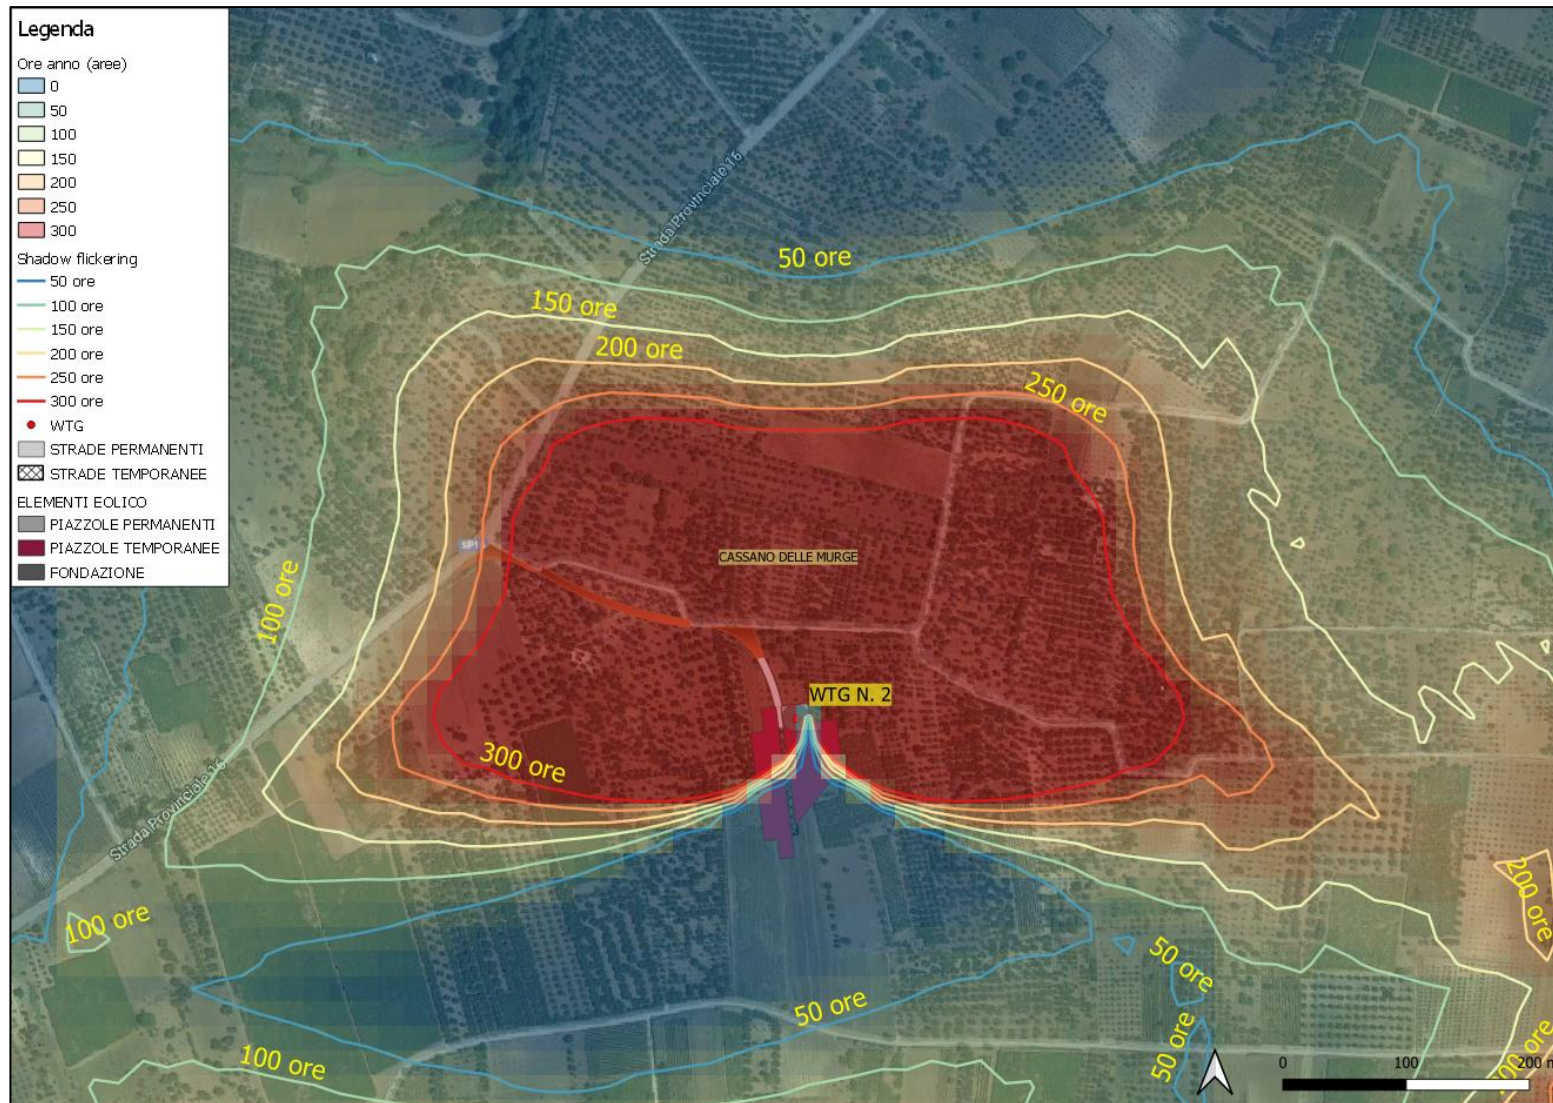 Legenda
Ore anno (aree)
0
50
100
150
200
250
300
Shadow flickering
50 ore
100 ore
150 ore
200 ore
250 ore
300 ore
WTG
STRADE PERMANENTI
STRADE TEMPORANEE
ELEMENTI EOLICO
PIAZZOLE PERMANENTI
PIAZZOLE TEMPORANEE
FONDAZIONE
Strada Provinciale 16
50 ore
150 ore
200 ore
250 ore
SP1
CASSANO DELLE MURGE
100 ore
WTG N. 2
300 ore
Strada Provinciale 16
200 ore
100 ore
50 ore
50 ore
50 ore
100 ore
0 100 200 m